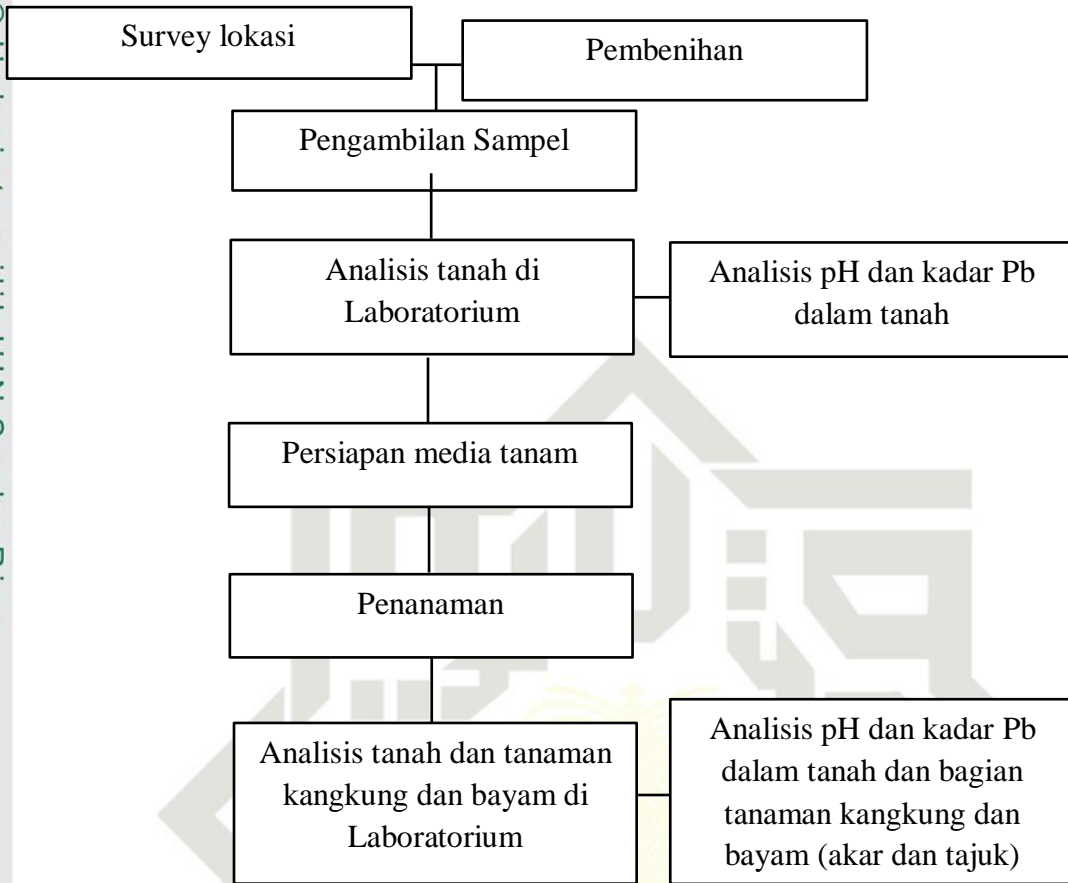 Survey lokasi
Pembenihan
Pengambilan Sampel
Analisis tanah di
Laboratorium
Analisis pH dan kadar Pb
dalam tanah
Persiapan media tanam
Penanaman
Analisis tanah dan tanaman
kangkung dan bayam di
Laboratorium
Analisis pH dan kadar Pb
dalam tanah dan bagian
tanaman kangkung dan
bayam (akar dan tajuk)